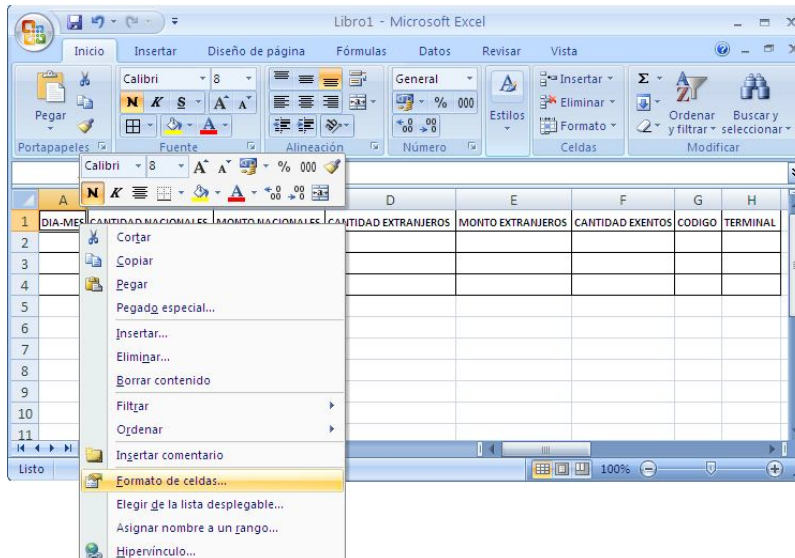 Libro1 - Microsoft Excel
Inicio Insertar Diseño de página Fórmulas Datos Revisar Vista
Pegar
Calibri 8
N K S A A
General
% 000
Estilos
Insertar
Eliminar
Formato
Σ
Ordenar y filtrar
Buscar y seleccionar
Portapapeles Fuente Alineación Número Celdas Modificar
Calibri 8 A A % 000
N K A
A D E F G H
1 DIA-MES CANTIDAD NACIONALES MONTO NACIONALES CANTIDAD EXTRANJEROS MONTO EXTRANJEROS CANTIDAD EXENTOS CODIGO TERMINAL
2
3
4
5
6
7
8
9
10
11
Cortar
Copiar
Pegar
Pegado especial...
Insertar...
Eliminar...
Borrar contenido
Filtrar
Ordenar
Insertar comentario
Formato de celdas...
Elegir de la lista desplegable...
Asignar nombre a un rango...
Hipervínculo...
Listo 100%